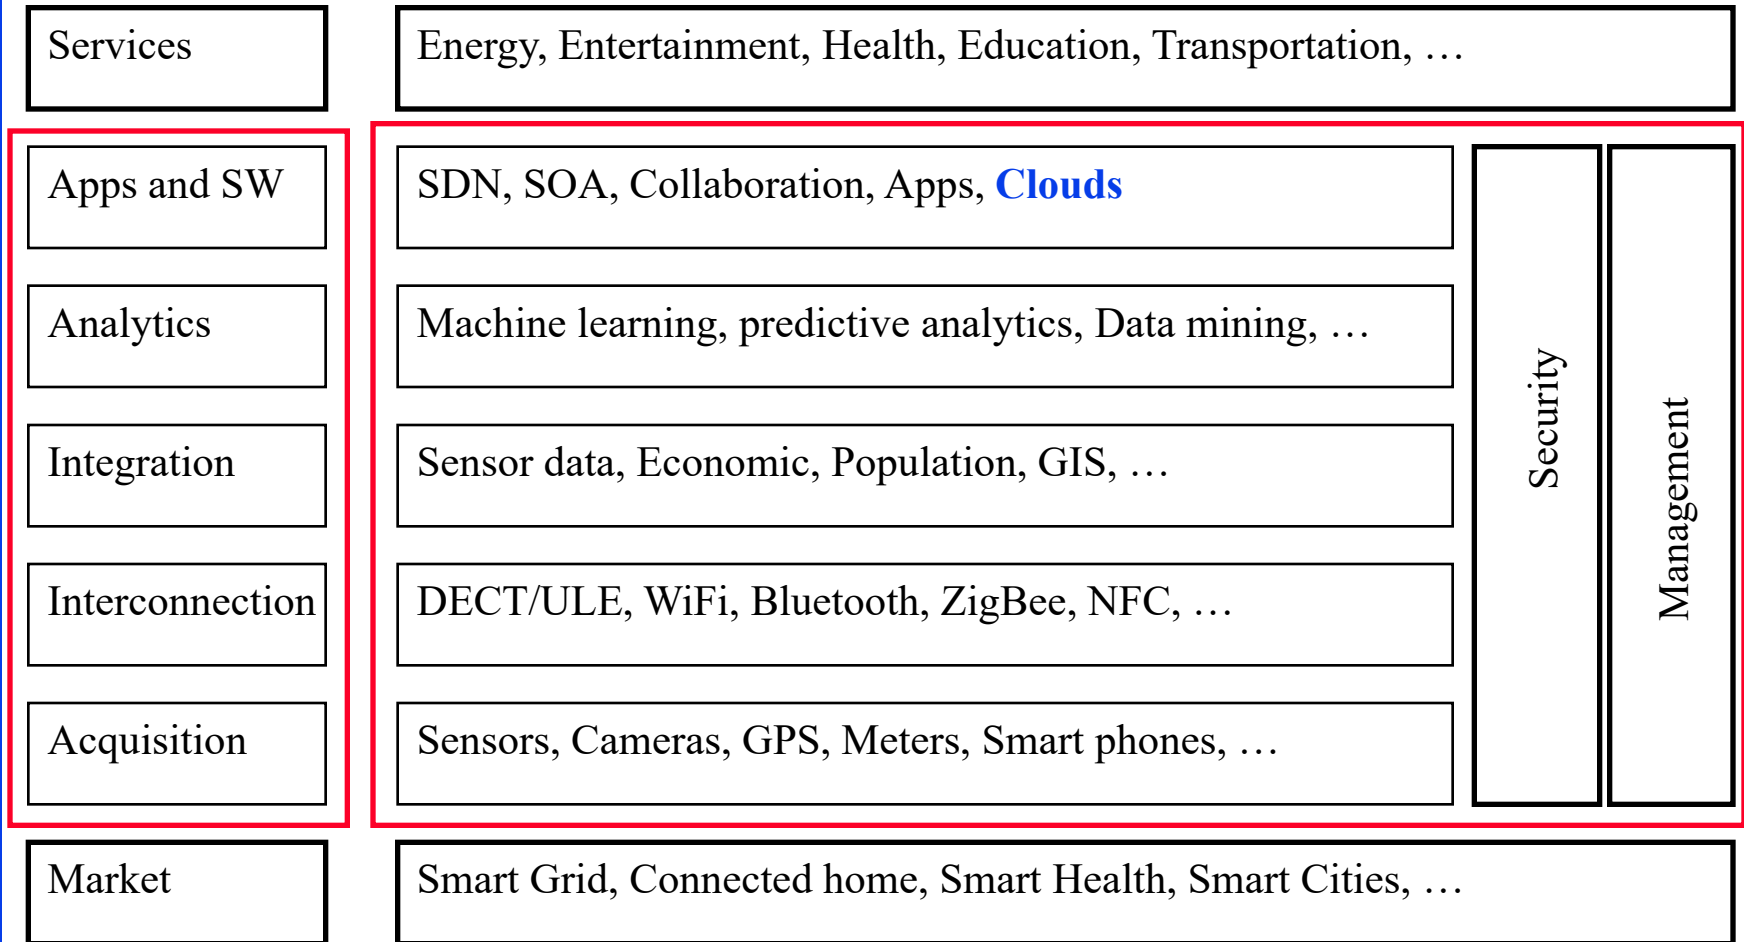 Services
Energy, Entertainment, Health, Education, Transportation, …
Apps and SW
SDN, SOA, Collaboration, Apps, Clouds
Analytics
Machine learning, predictive analytics, Data mining, …
Integration
Sensor data, Economic, Population, GIS, …
Interconnection
DECT/ULE, WiFi, Bluetooth, ZigBee, NFC, …
Acquisition
Sensors, Cameras, GPS, Meters, Smart phones, …
Security
Management
Market
Smart Grid, Connected home, Smart Health, Smart Cities, …